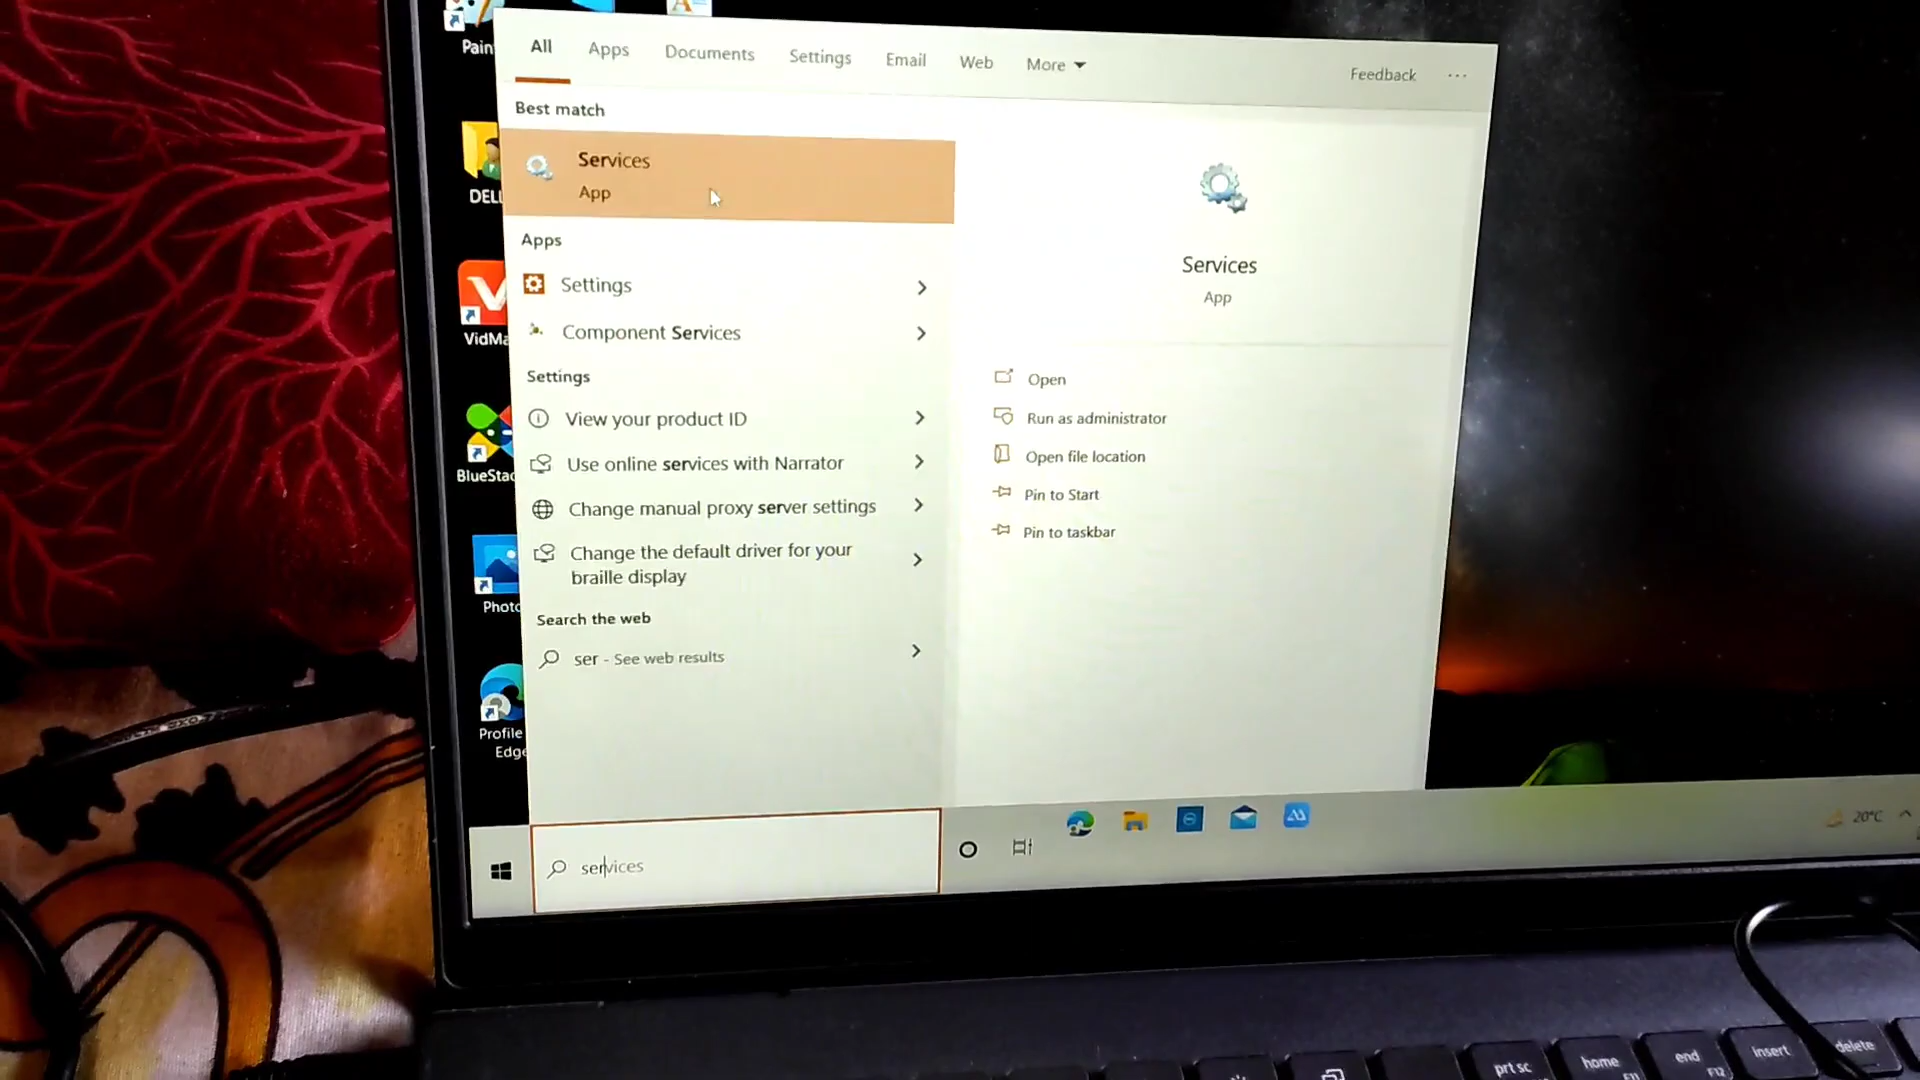 All Apps Documents Settings Email Web More Feedback ...
Best match
Services
App
Apps
Settings
Component Services
Settings
View your product ID
Use online services with Narrator
Change manual proxy server settings
Change the default driver for your
braille display
Search the web
ser - See web results
Services
App
Open
Run as administrator
Open file location
Pin to Start
Pin to taskbar
Pain
DELL
VidMa
BlueStac
Photo
Profile
Edge
services
20°C
prt sc
home
F11
end
F12
insert
delete